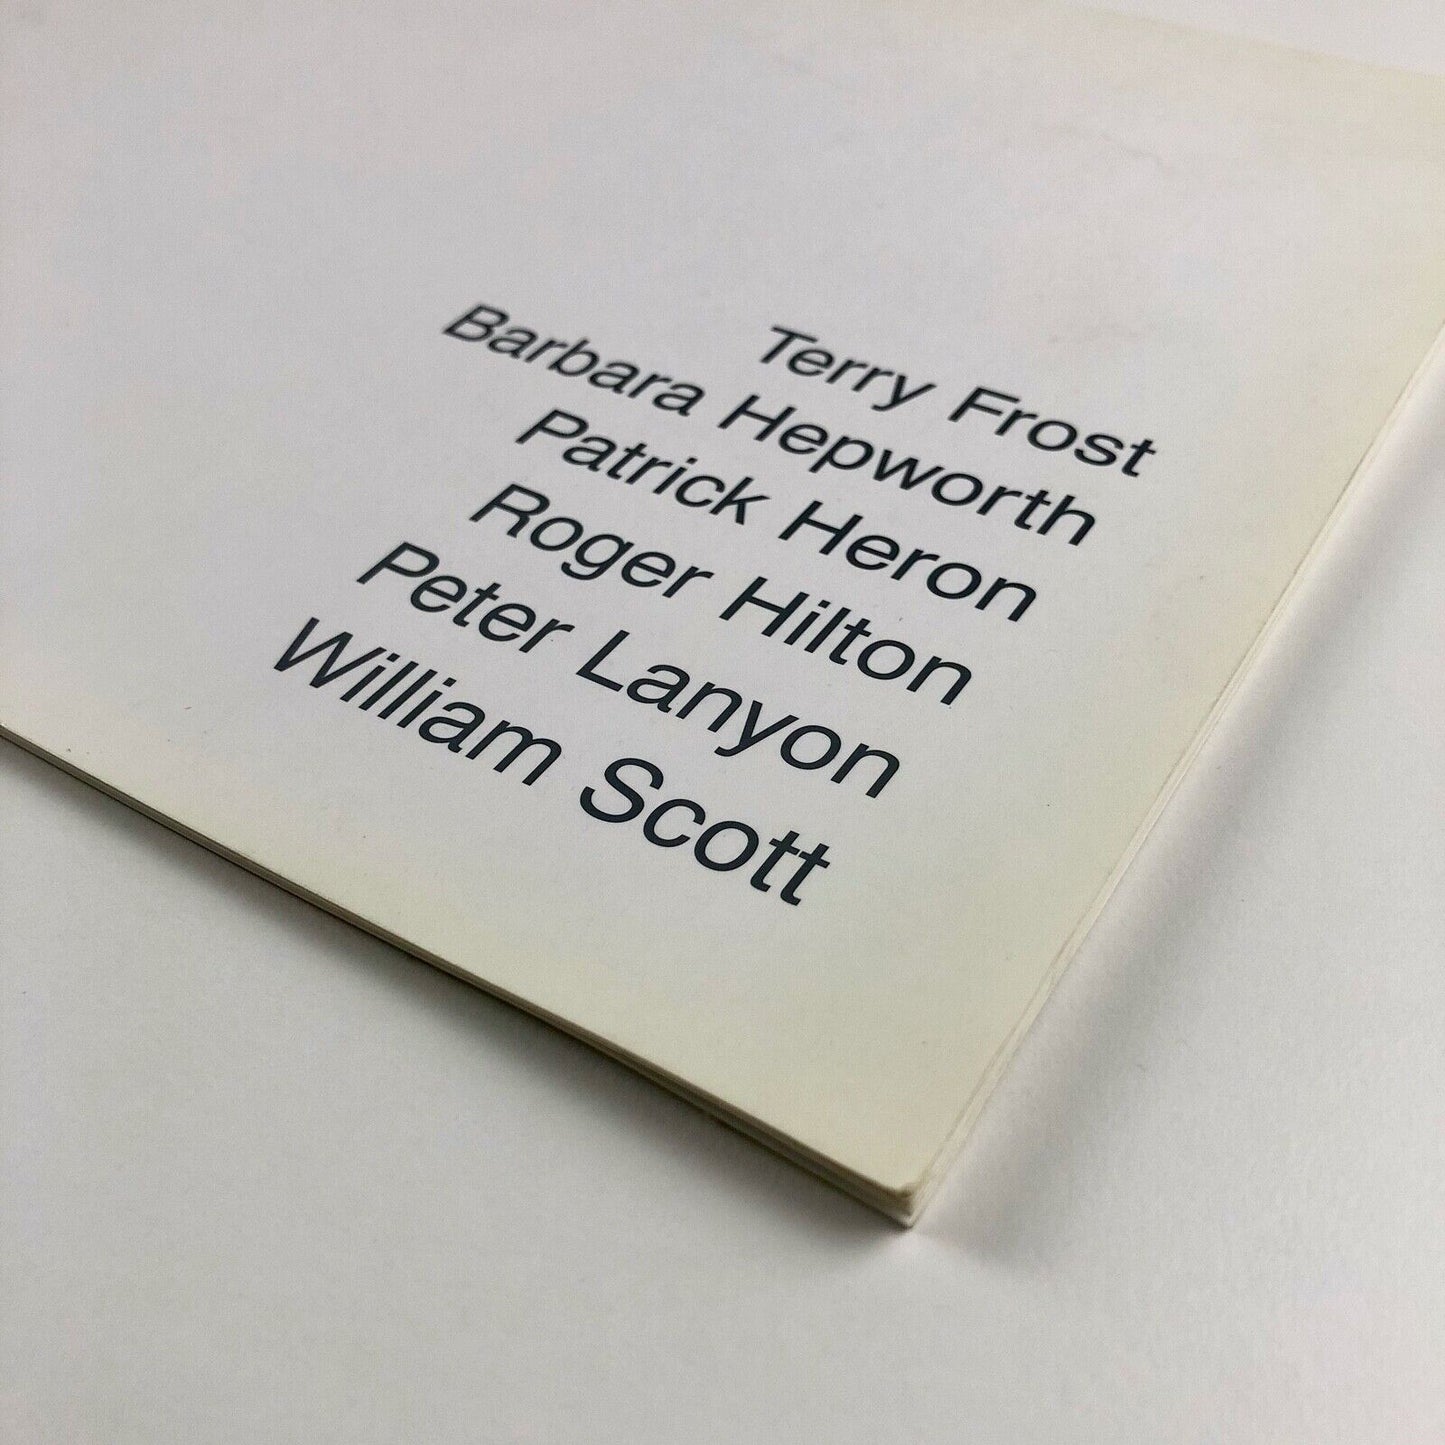 Terry Frost
Barbara Hepworth
Patrick Heron
Roger Hilton
Peter Lanyon
William Scott